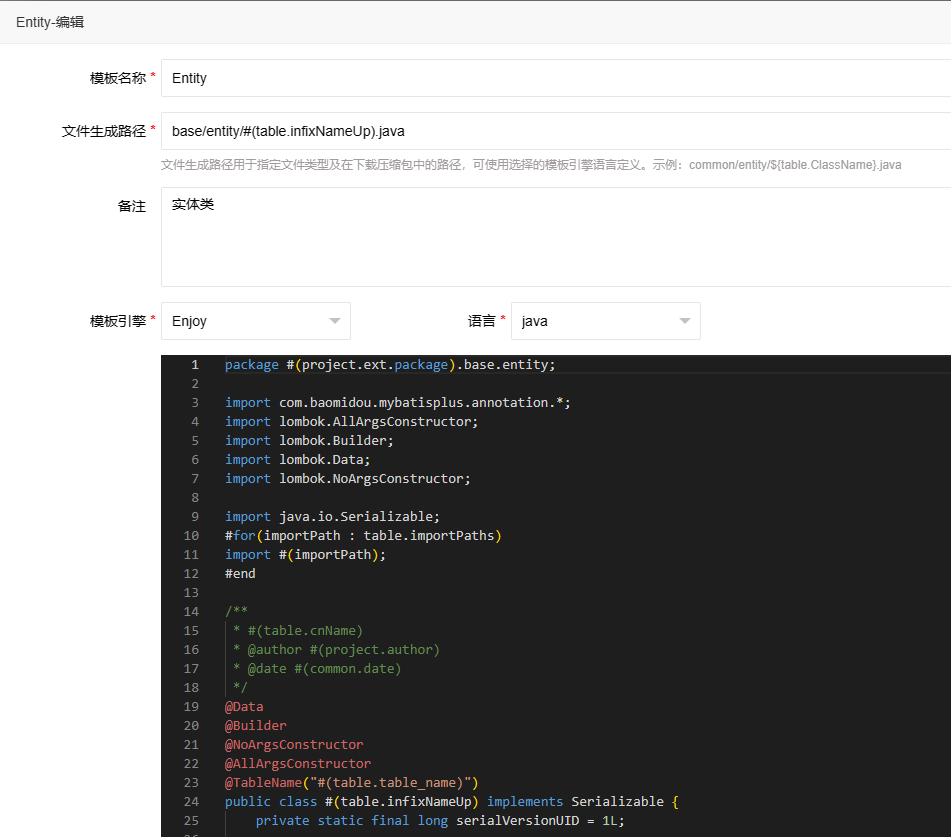 Entity-编辑
模板名称 * Entity
文件生成路径 * base/entity/#(table.infixNameUp).java
文件生成路径用于指定文件类型及在下载压缩包中的路径，可使用选择的模板引擎语言定义。示例：common/entity/${table.ClassName}.java
备注 实体类
模板引擎 * Enjoy 语言 * java
1 package #(project.ext.package).base.entity;
2
3 import com.baomidou.mybatisplus.annotation.*;
4 import lombok.AllArgsConstructor;
5 import lombok.Builder;
6 import lombok.Data;
7 import lombok.NoArgsConstructor;
8
9 import java.io.Serializable;
10 #for(importPath : table.importPaths)
11 import #(importPath);
12 #end
13
14 /**
15  * #(table.cnName)
16  * @author #(project.author)
17  * @date #(common.date)
18  */
19 @Data
20 @Builder
21 @NoArgsConstructor
22 @AllArgsConstructor
23 @TableName("#(table.table_name)")
24 public class #(table.infixNameUp) implements Serializable {
25     private static final long serialVersionUID = 1L;